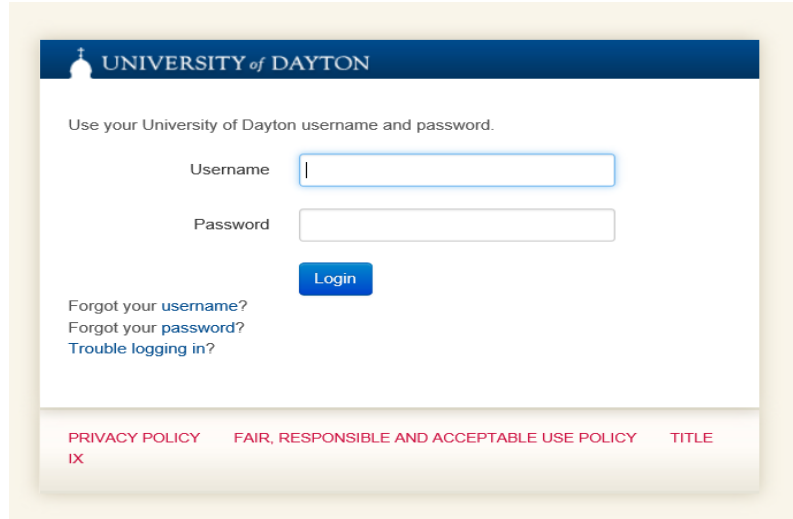 UNIVERSITY of DAYTON
Use your University of Dayton username and password.
Username
Password
Login
Forgot your username?
Forgot your password?
Trouble logging in?
PRIVACY POLICY FAIR, RESPONSIBLE AND ACCEPTABLE USE POLICY TITLE
IX